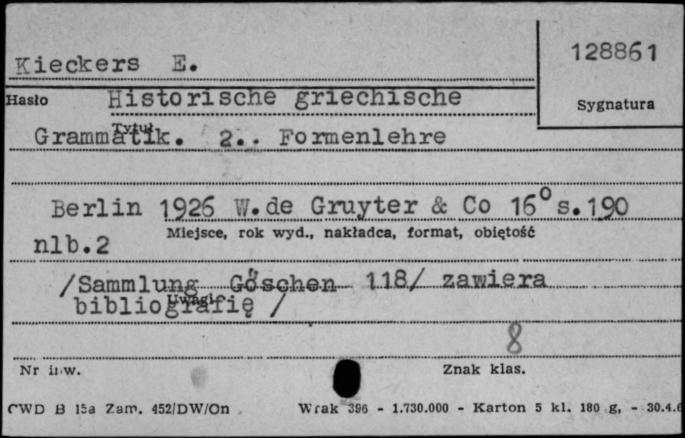 128861
Kieckers E.
Hasło Historische griechische Sygnatura
Tytuł
Grammatik. 2.. Formenlehre
Berlin 1926 W.de Gruyter & Co 16° s.190
Miejsce, rok wyd., nakładca, format, objętość
nlb.2
/Sammlung Göschen 118/ zawiera
Uwagi
bibliografię /
8
Nr inw. Znak klas.
CWD B 15a Zam. 452/DW/On Wrak 396 - 1.730.000 - Karton 5 kl. 180 g, - 30.4.